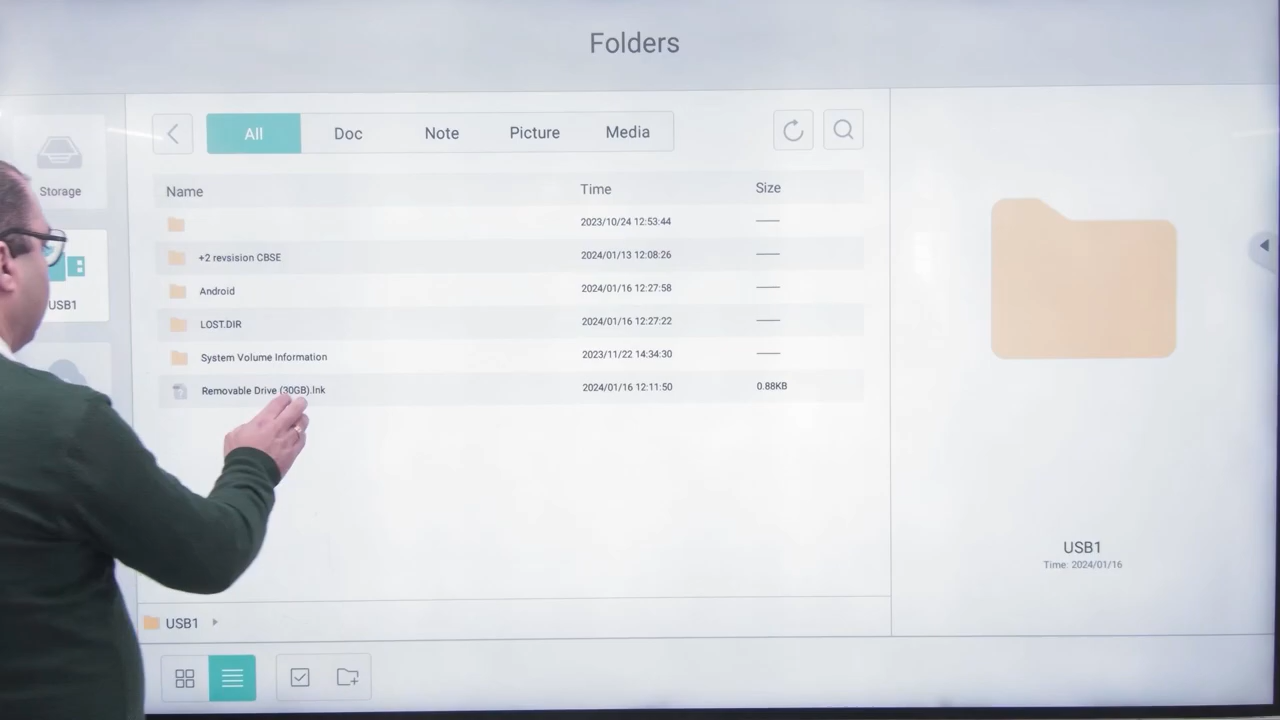 Folders
Storage
USB1
All Doc Note Picture Media
Name Time Size
2023/10/24 12:53:44
+2 revsision CBSE 2024/01/13 12:08:26
Android 2024/01/16 12:27:58
LOST.DIR 2024/01/16 12:27:22
System Volume Information 2023/11/22 14:34:30
Removable Drive (30GB).lnk 2024/01/16 12:11:50 0.88KB
USB1
Time: 2024/01/16
USB1